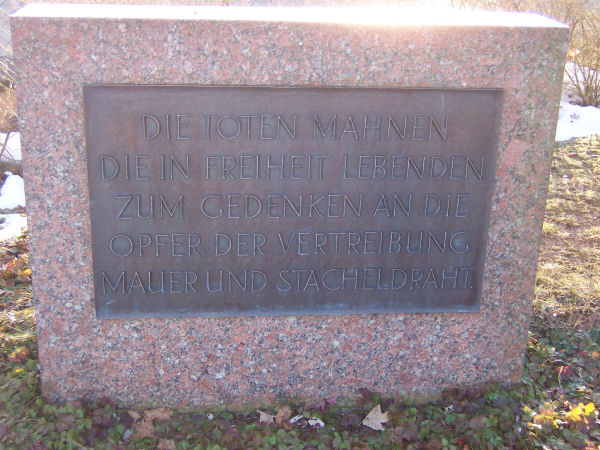 DIE TOTEN MAHNEN
DIE IN FREIHEIT LEBENDEN.
ZUM GEDENKEN AN DIE
OPFER DER VERTREIBUNG
MAUER UND STACHELDRAHT.